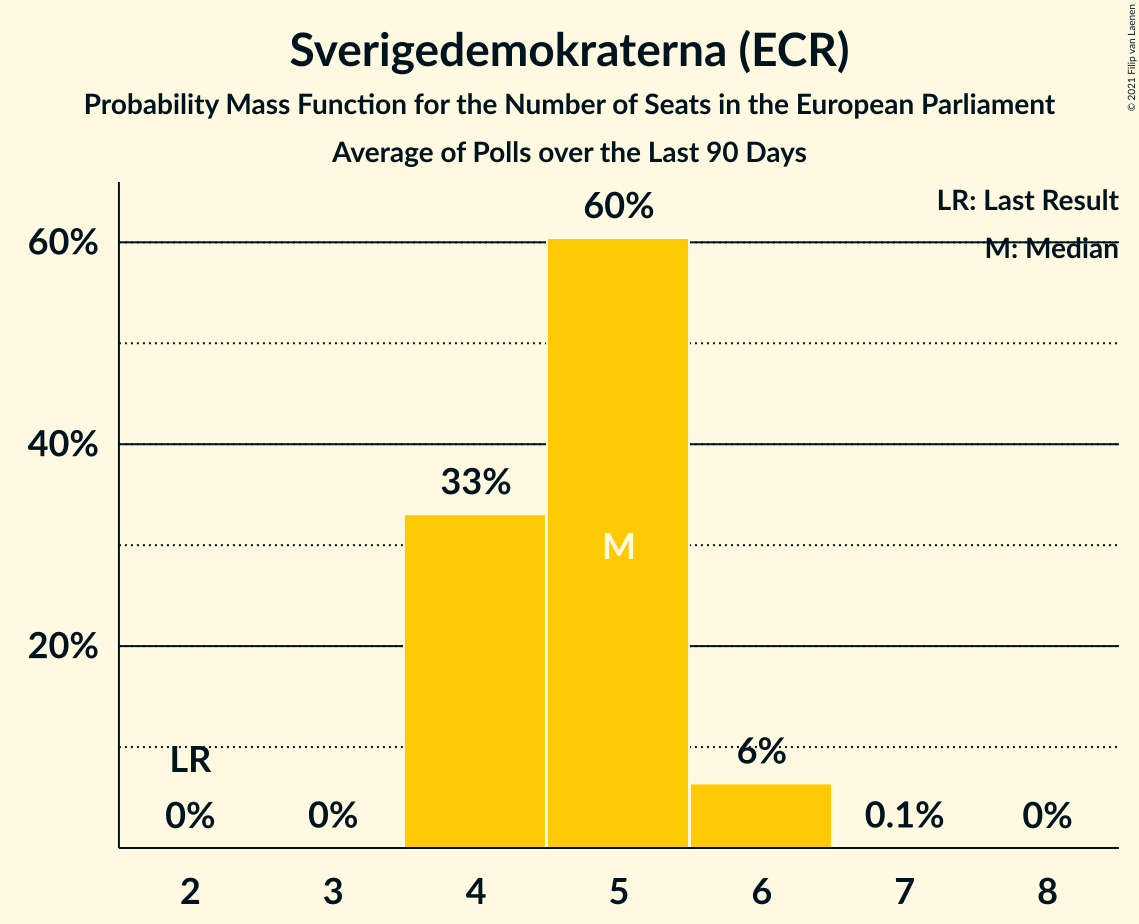 Sverigedemokraterna (ECR)
Probability Mass Function for the Number of Seats in the European Parliament
Average of Polls over the Last 90 Days
© 2021 Filip van Laenen
LR: Last Result
M: Median
60%
40%
20%
LR
0%
0%
33%
60%
M
6%
0.1%
0%
2 3 4 5 6 7 8